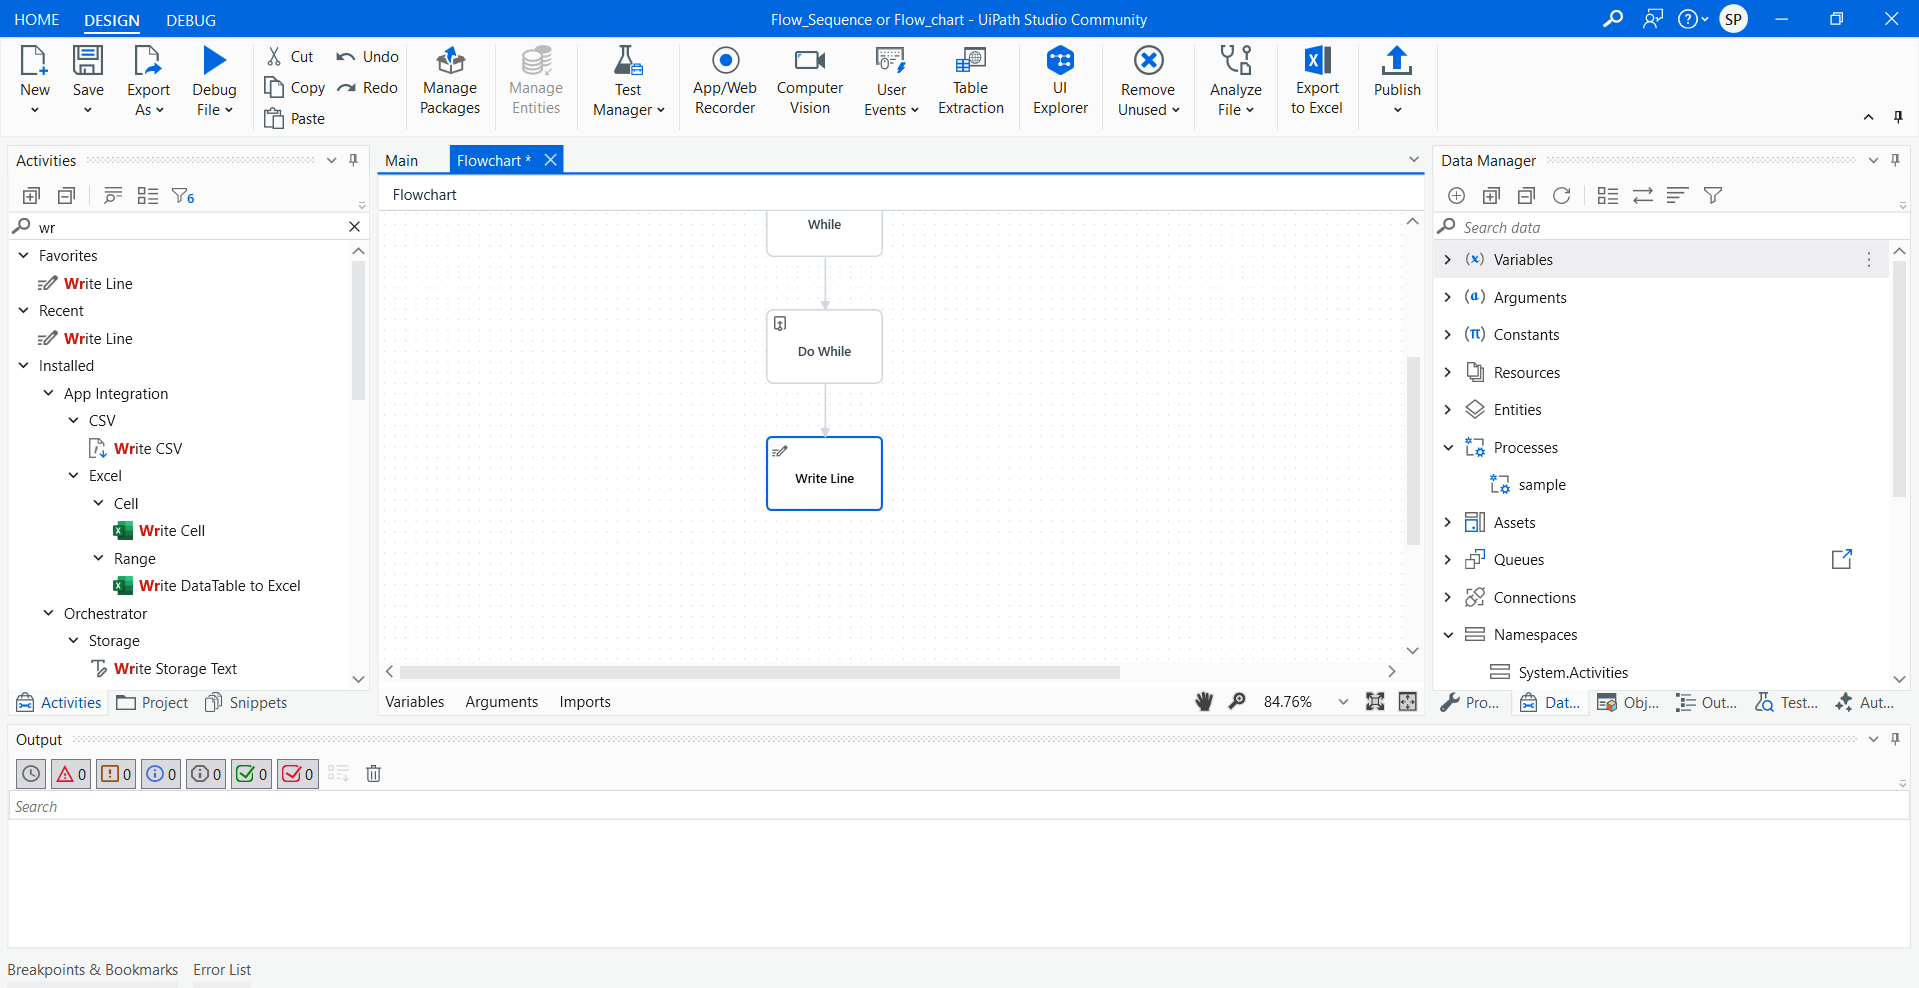 HOME DESIGN DEBUG
Flow_Sequence or Flow_chart - UiPath Studio Community
SP
New
Save
Export As
Debug File
Cut
Copy
Paste
Undo
Redo
Manage Packages
Manage Entities
Test Manager
App/Web Recorder
Computer Vision
User Events
Table Extraction
UI Explorer
Remove Unused
Analyze File
Export to Excel
Publish
Activities
6
wr
Favorites
Write Line
Recent
Write Line
Installed
App Integration
CSV
Write CSV
Excel
Cell
Write Cell
Range
Write DataTable to Excel
Orchestrator
Storage
Write Storage Text
Activities Project Snippets
Main Flowchart *
Flowchart
While
Do While
Write Line
Variables Arguments Imports
84.76%
Data Manager
Search data
Variables
Arguments
Constants
Resources
Entities
Processes
sample
Assets
Queues
Connections
Namespaces
System.Activities
Pro... Dat... Obj... Out... Test... Aut...
Output
0 0 0 0 0 0
Search
Breakpoints & Bookmarks Error List